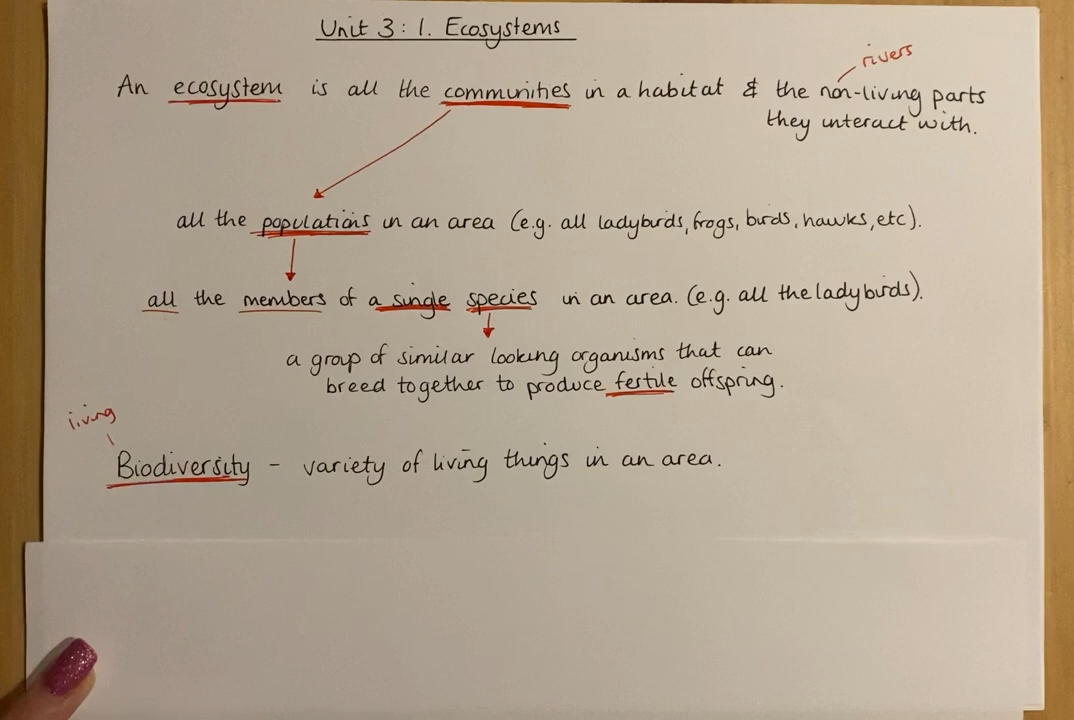 Unit 3: 1. Ecosystems
rivers
An ecosystem is all the communities in a habitat & the non-living parts
they interact with.
all the populations in an area (e.g. all ladybirds, frogs, birds, hawks, etc).
all the members of a single species in an area. (e.g. all the ladybirds).
a group of similar looking organisms that can
breed together to produce fertile offspring.
living
Biodiversity - variety of living things in an area.